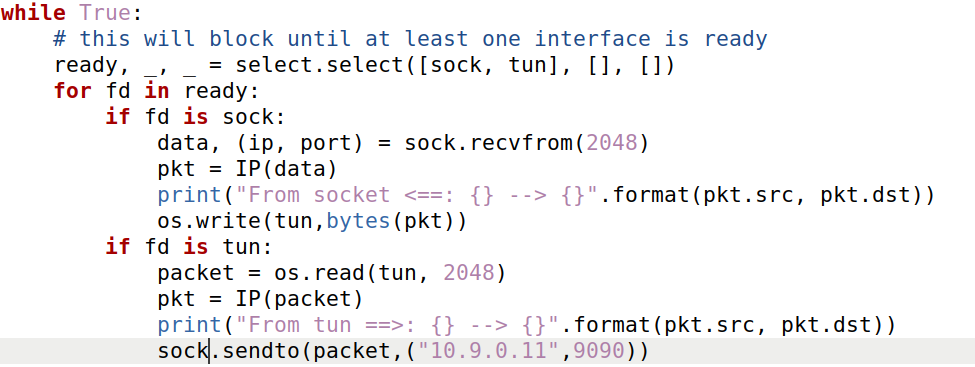 while True:
    # this will block until at least one interface is ready
    ready, _, _ = select.select([sock, tun], [], [])
    for fd in ready:
        if fd is sock:
            data, (ip, port) = sock.recvfrom(2048)
            pkt = IP(data)
            print("From socket <==: {} --> {}".format(pkt.src, pkt.dst))
            os.write(tun,bytes(pkt))
        if fd is tun:
            packet = os.read(tun, 2048)
            pkt = IP(packet)
            print("From tun ==>: {} --> {}".format(pkt.src, pkt.dst))
            sock.sendto(packet,("10.9.0.11",9090))